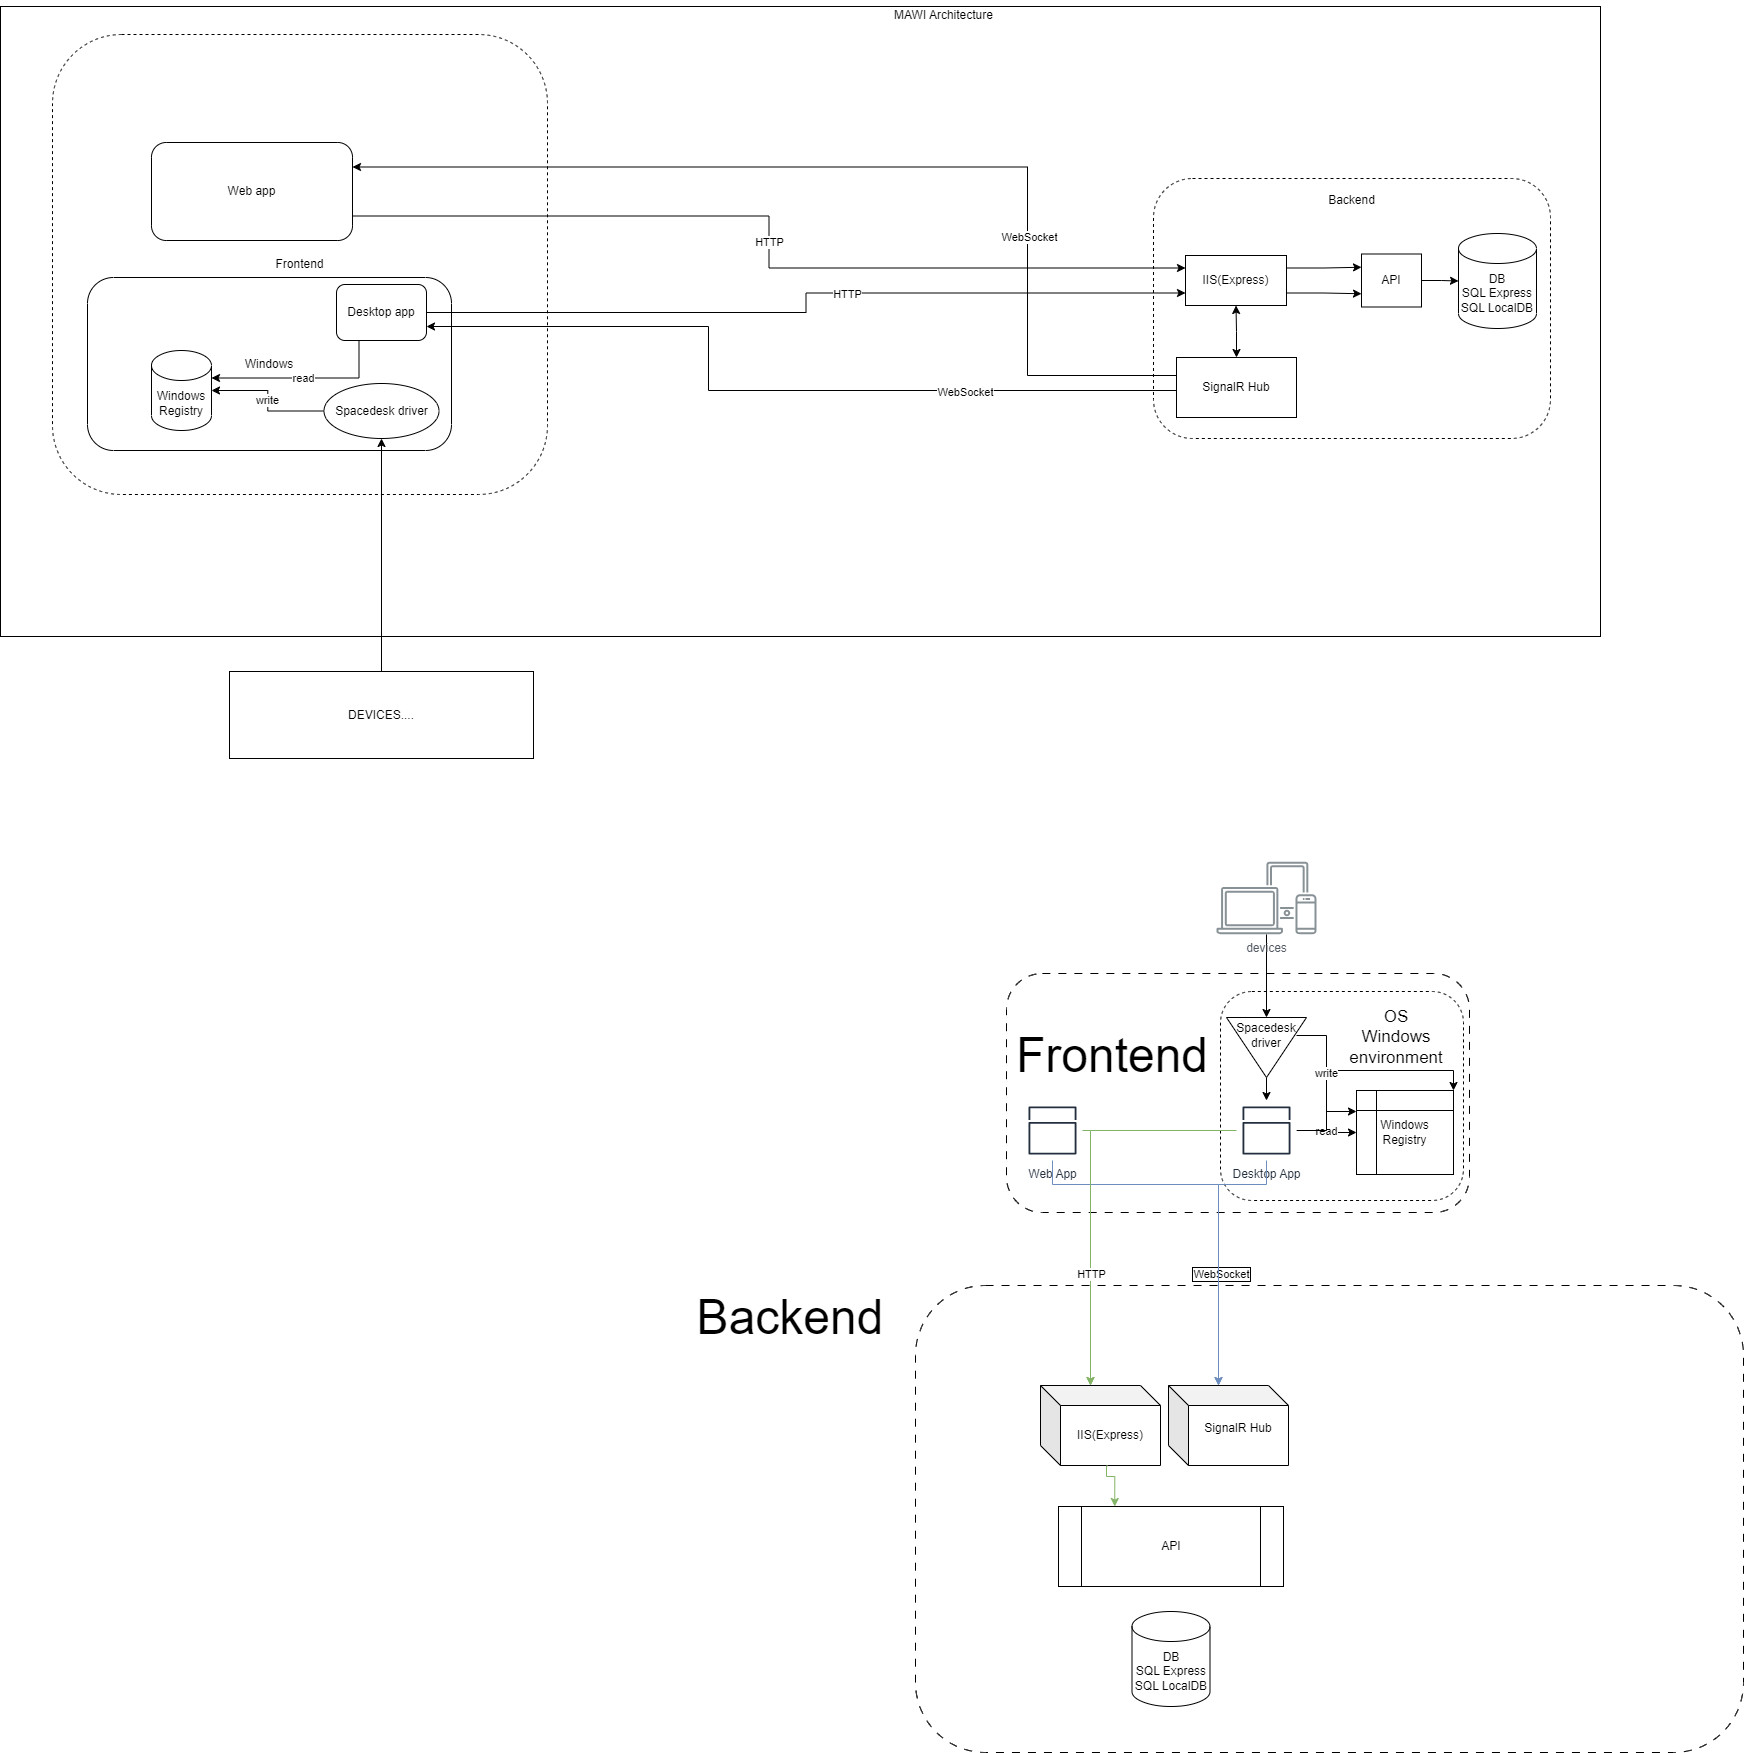 MAWI Architecture
Web app
Backend
WebSocket
HTTP
Frontend
IIS(Express)
API
DB
SQL Express
SQL LocalDB
HTTP
Desktop app
Windows
read
SignalR Hub
WebSocket
Windows
Registry
write
Spacedesk driver
DEVICES....
devices
OS
Windows
environment
Spacedesk
driver
Frontend
write
Windows
Registry
read
Web App
Desktop App
HTTP
WebSocket
Backend
IIS(Express)
SignalR Hub
API
DB
SQL Express
SQL LocalDB